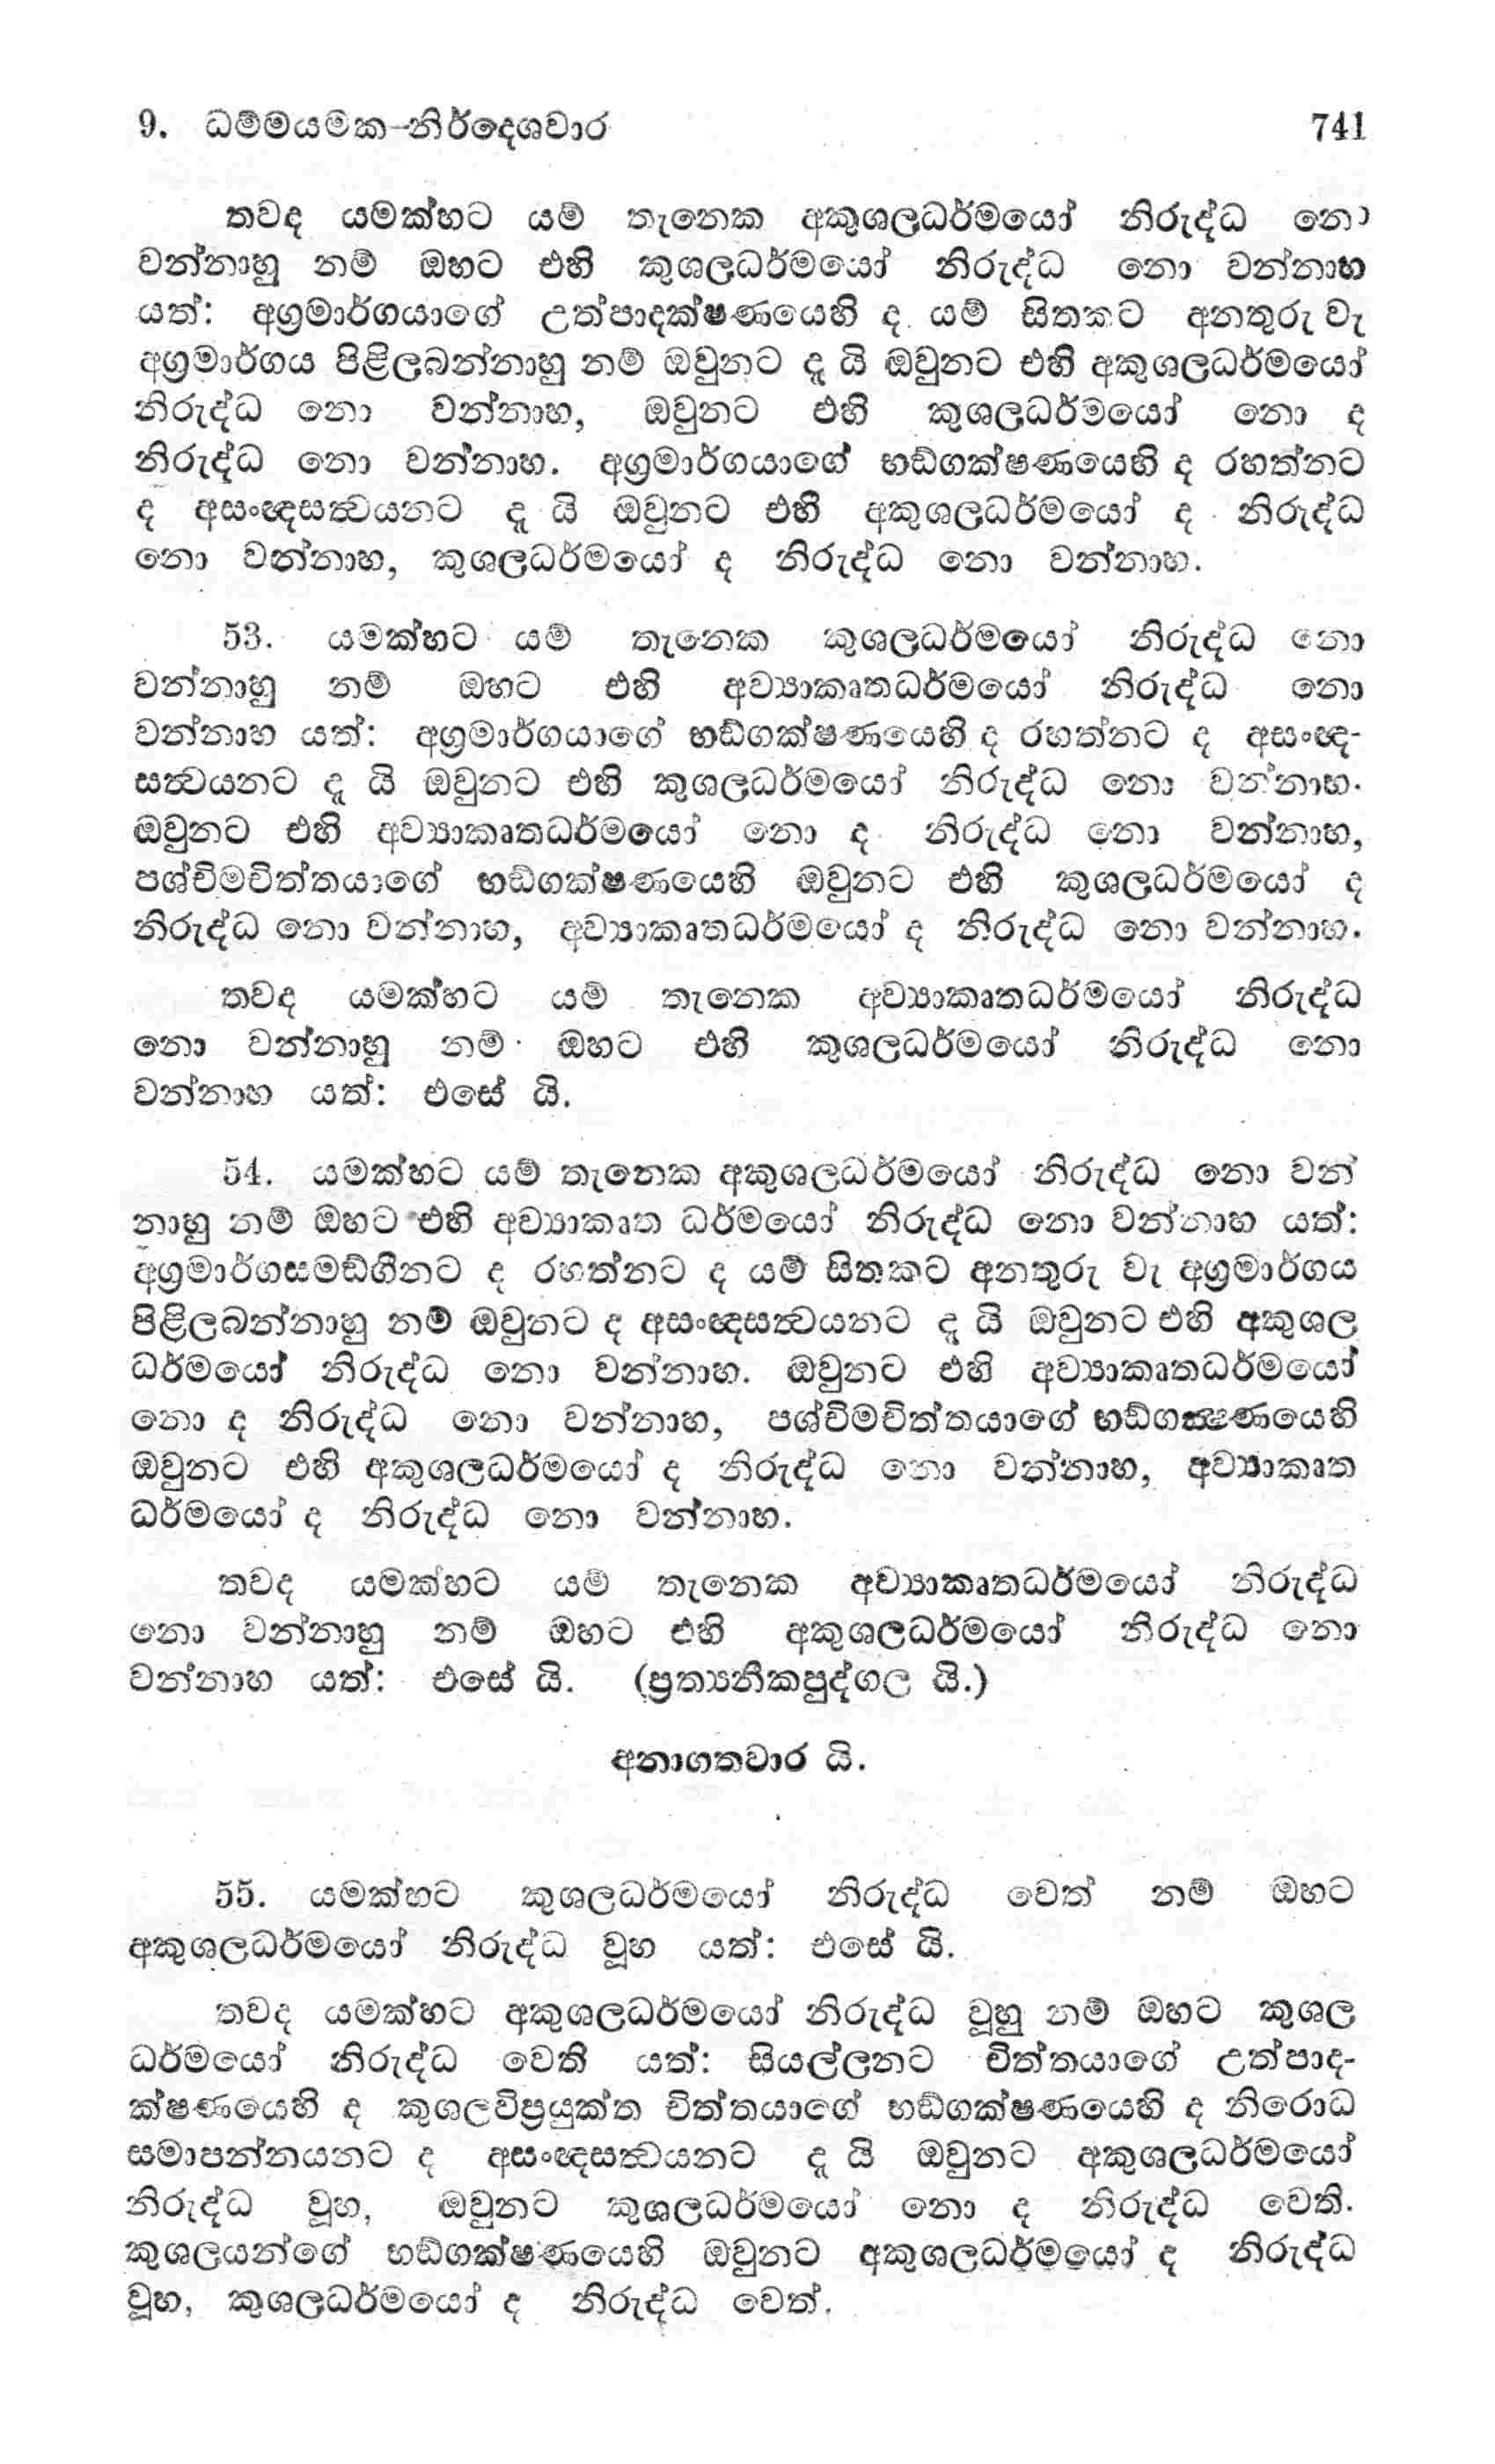 9. ධම්මයමක–නිර්දෙශවාර 741
තවද යමක්හට යම් තැනෙක අකුශලධර්මයෝ නිරුද්ධ නො
වන්නාහු නම් ඔහට එහි කුශලධර්මයෝ නිරුද්ධ නො වන්නාහ
යත්: අග්‍රමාර්ගයාගේ උත්පාදක්ෂණයෙහි ද යම් සිතකට අනතුරු වැ
අග්‍රමාර්ගය පිළිලබන්නාහු නම් ඔවුනට දැ යි ඔවුනට එහි අකුශලධර්මයෝ
නිරුද්ධ නො වන්නාහ, ඔවුනට එහි කුශලධර්මයෝ නො ද
නිරුද්ධ නො වන්නාහ. අග්‍රමාර්ගයාගේ භඞ්ගක්ෂණයෙහි ද රහත්නට
ද අසංඥසත්‍වයනට දැ යි ඔවුනට එහි අකුශලධර්මයෝ ද නිරුද්ධ
නො වන්නාහ, කුශලධර්මයෝ ද නිරුද්ධ නො වන්නාහ.
53. යමක්හට යම් තැනෙක කුශලධර්මයෝ නිරුද්ධ නො
වන්නාහු නම් ඔහට එහි අව්‍යාකෘතධර්මයෝ නිරුද්ධ නො
වන්නාහ යත්: අග්‍රමාර්ගයාගේ භඞ්ගක්ෂණයෙහි ද රහත්නට ද අසංඥ-
සත්‍වයනට දැ යි ඔවුනට එහි කුශලධර්මයෝ නිරුද්ධ නො වන්නාහ.
ඔවුනට එහි අව්‍යාකෘතධර්මයෝ නො ද නිරුද්ධ නො වන්නාහ,
පශ්චිමචිත්තයාගේ භඞ්ගක්ෂණයෙහි ඔවුනට එහි කුශලධර්මයෝ ද
නිරුද්ධ නො වන්නාහ, අව්‍යාකෘතධර්මයෝ ද නිරුද්ධ නො වන්නාහ.
තවද යමක්හට යම් තැනෙක අව්‍යාකෘතධර්මයෝ නිරුද්ධ
නො වන්නාහු නම් ඔහට එහි කුශලධර්මයෝ නිරුද්ධ නො
වන්නාහ යත්: එසේ යි.
54. යමක්හට යම් තැනෙක අකුශලධර්මයෝ නිරුද්ධ නො වන්
නාහු නම් ඔහට එහි අව්‍යාකෘත ධර්මයෝ නිරුද්ධ නො වන්නාහ යත්:
අග්‍රමාර්ගසමඞ්ගීනට ද රහත්නට ද යම් සිතකට අනතුරු වැ අග්‍රමාර්ගය
පිළිලබන්නාහු නම් ඔවුනට ද අසංඥසත්‍වයනට දැ යි ඔවුනට එහි අකුශල
ධර්මයෝ නිරුද්ධ නො වන්නාහ. ඔවුනට එහි අව්‍යාකෘතධර්මයෝ
නො ද නිරුද්ධ නො වන්නාහ, පශ්චිමචිත්තයාගේ භඞ්ගක්‍ෂණයෙහි
ඔවුනට එහි අකුශලධර්මයෝ ද නිරුද්ධ නො වන්නාහ, අව්‍යාකෘත
ධර්මයෝ ද නිරුද්ධ නො වන්නාහ.
තවද යමක්හට යම් තැනෙක අව්‍යාකෘතධර්මයෝ නිරුද්ධ
නො වන්නාහු නම් ඔහට එහි අකුශලධර්මයෝ නිරුද්ධ නො
වන්නාහ යත්: එසේ යි. (ප්‍රත්‍යනීකපුද්ගල යි.)
අනාගතවාර යි.
55. යමක්හට කුශලධර්මයෝ නිරුද්ධ වෙත් නම් ඔහට
අකුශලධර්මයෝ නිරුද්ධ වූහ යත්: එසේ යි.
තවද යමක්හට අකුශලධර්මයෝ නිරුද්ධ වූහු නම් ඔහට කුශල
ධර්මයෝ නිරුද්ධ වෙති යත්: සියල්ලනට චිත්තයාගේ උත්පාද-
ක්ෂණයෙහි ද කුශලවිප්‍රයුක්ත චිත්තයාගේ භඞ්ගක්ෂණයෙහි ද නිරොධ
සමාපන්නයනට ද අසංඥසත්‍වයනට දැ යි ඔවුනට අකුශලධර්මයෝ
නිරුද්ධ වූහ, ඔවුනට කුශලධර්මයෝ නො ද නිරුද්ධ වෙති.
කුශලයන්ගේ භඞ්ගක්ෂණයෙහි ඔවුනට අකුශලධර්මයෝ ද නිරුද්ධ
වූහ, කුශලධර්මයෝ ද නිරුද්ධ වෙත්.